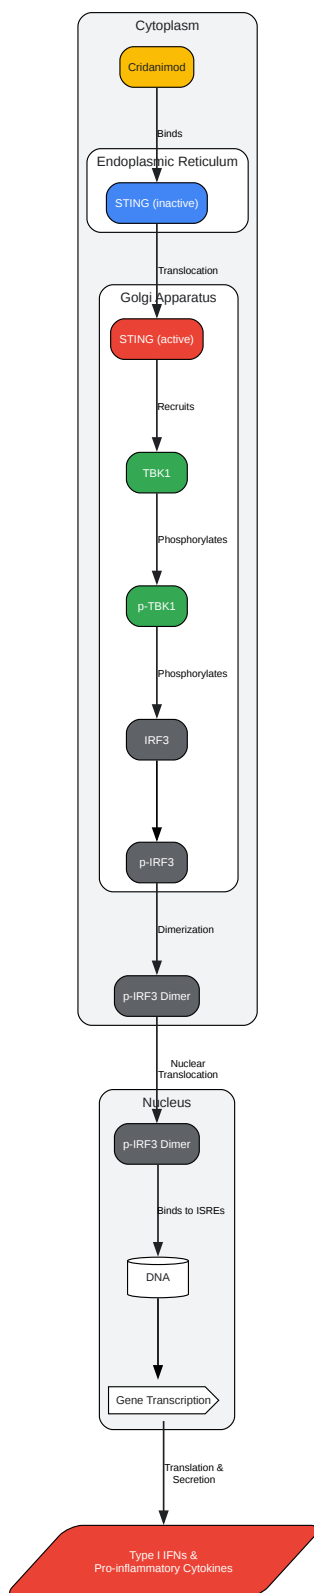 Cytoplasm
Cridanimod
Binds
Endoplasmic Reticulum
STING (inactive)
Translocation
Golgi Apparatus
STING (active)
Recruits
TBK1
Phosphorylates
p-TBK1
Phosphorylates
IRF3
p-IRF3
Dimerization
p-IRF3 Dimer
Nuclear
Translocation
Nucleus
p-IRF3 Dimer
Binds to ISREs
DNA
Gene Transcription
Translation &
Secretion
Type I IFNs &
Pro-inflammatory Cytokines